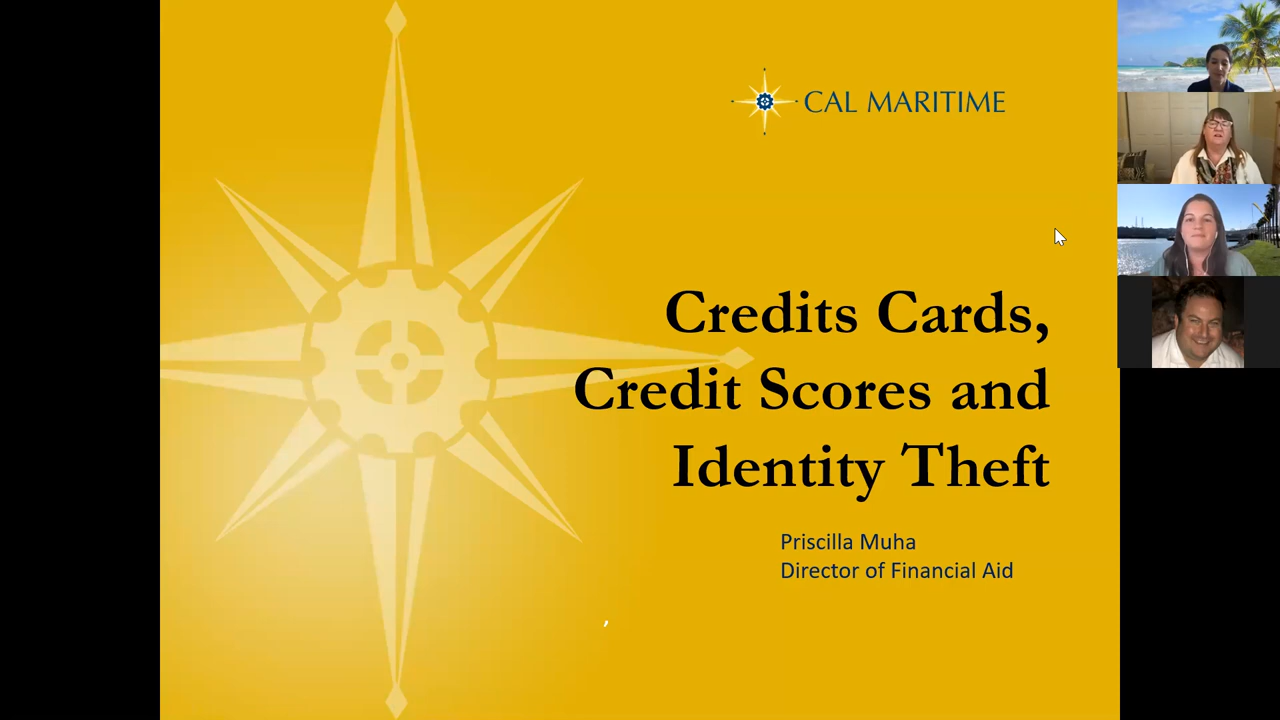 CAL MARITIME
Credits Cards,
Credit Scores and
Identity Theft
Priscilla Muha
Director of Financial Aid
,